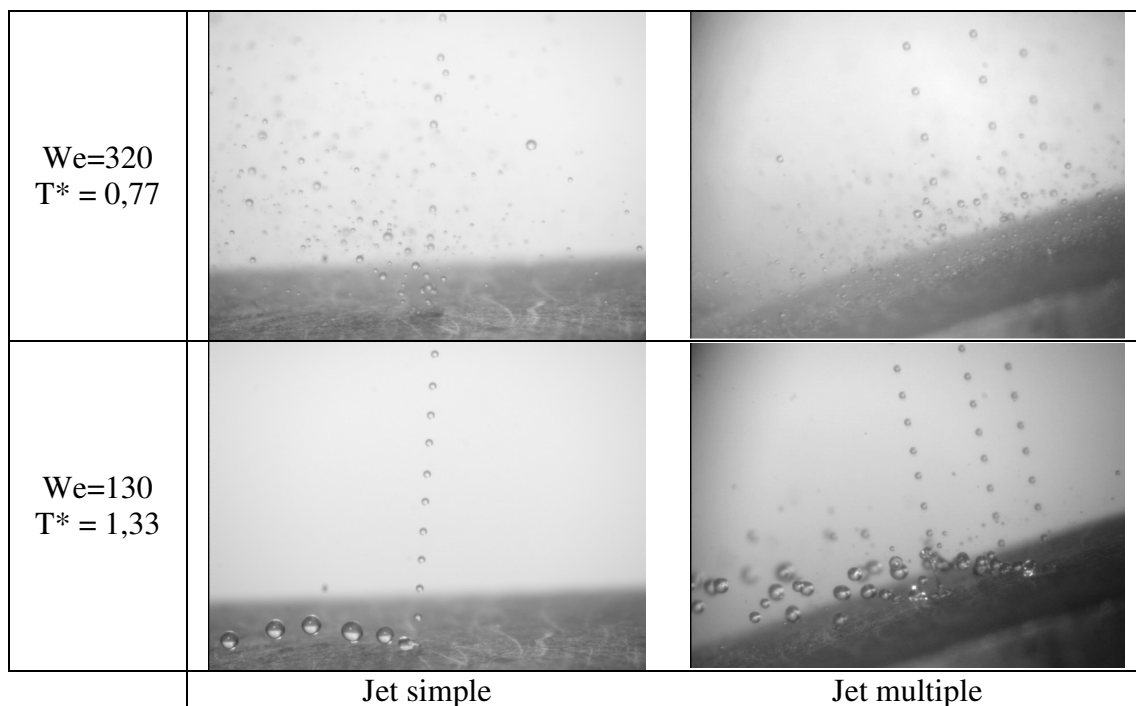 We=320
T* = 0,77
We=130
T* = 1,33
Jet simple
Jet multiple